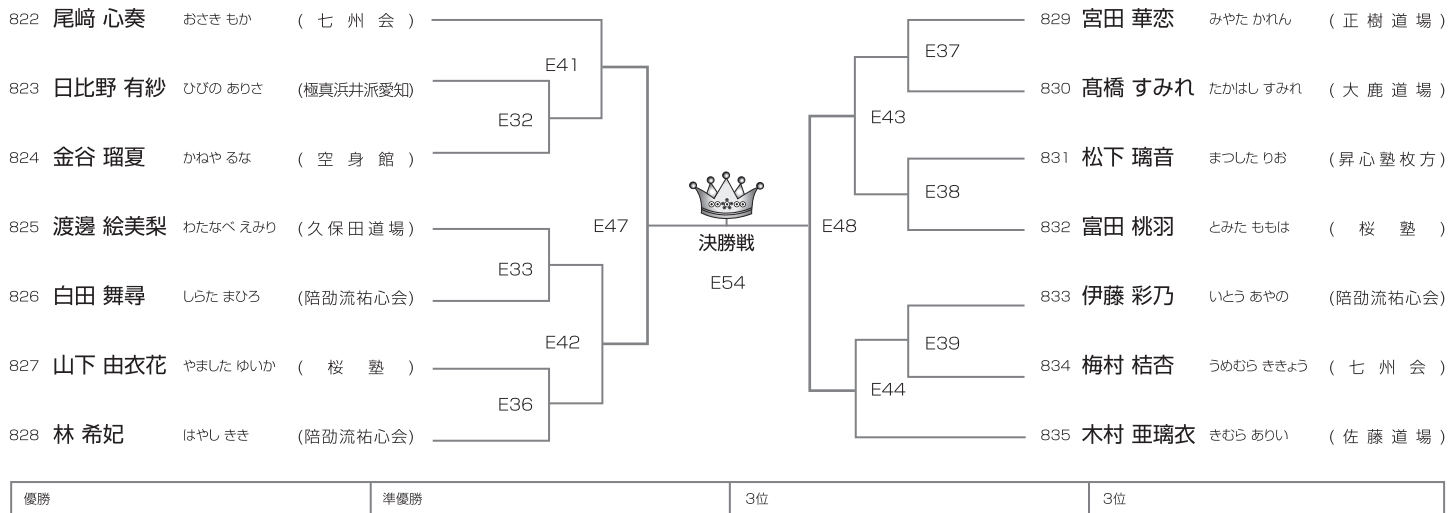 822 尾﨑 心奏 おさき もか (七州会)
823 日比野 有紗 ひびの ありさ (極真浜井派愛知)
824 金谷 瑠夏 かねや るな (空身館)
825 渡邊 絵美梨 わたなべ えみり (久保田道場)
826 白田 舞尋 しらた まひろ (陪劭流祐心会)
827 山下 由衣花 やました ゆいか (桜塾)
828 林 希妃 はやし きき (陪劭流祐心会)
E41
E32
E47
E33
E42
E36
決勝戦
E54
E37
E43
E38
E48
E39
E44
829 宮田 華恋 みやた かれん (正樹道場)
830 髙橋 すみれ たかはし すみれ (大鹿道場)
831 松下 璃音 まつした りお (昇心塾枚方)
832 富田 桃羽 とみた ももは (桜塾)
833 伊藤 彩乃 いとう あやの (陪劭流祐心会)
834 梅村 桔杏 うめむら ききょう (七州会)
835 木村 亜璃衣 きむら ありい (佐藤道場)
優勝 準優勝 3位 3位